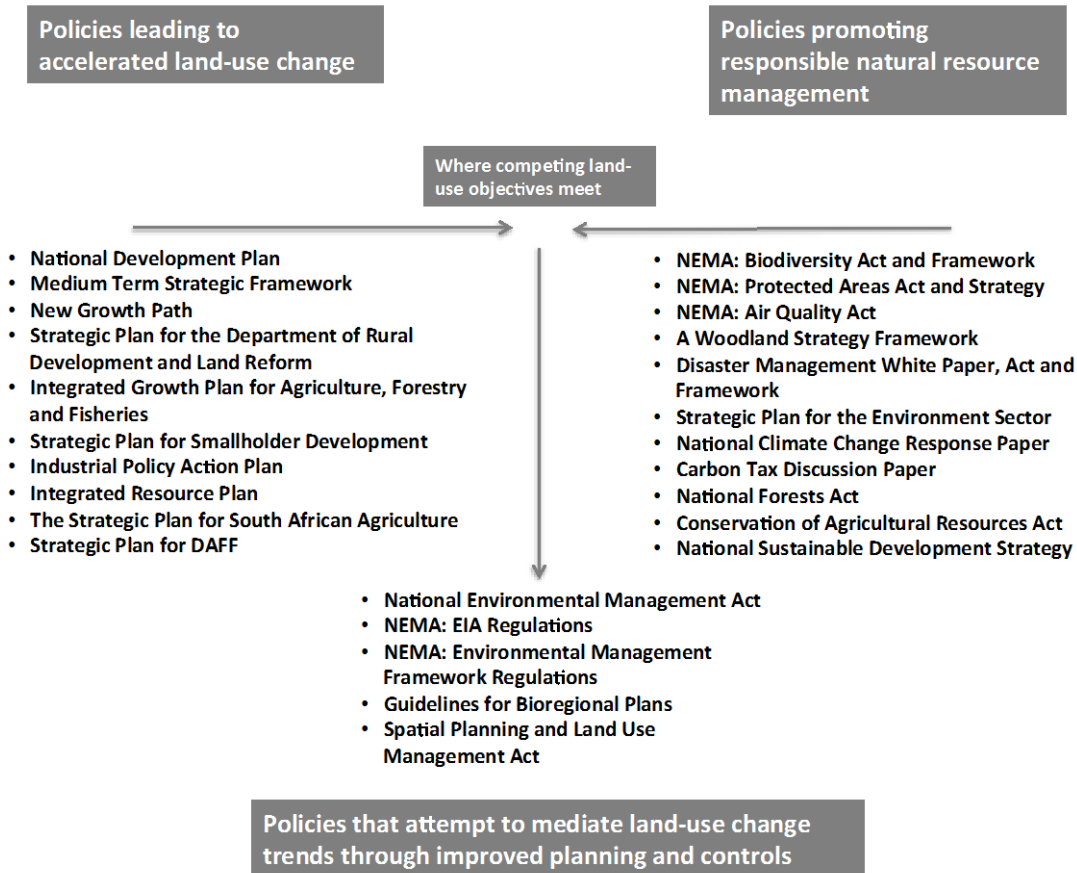 Policies leading to
accelerated land-use change
Policies promoting
responsible natural resource
management
Where competing land-
use objectives meet
• National Development Plan
• Medium Term Strategic Framework
• New Growth Path
• Strategic Plan for the Department of Rural
Development and Land Reform
• Integrated Growth Plan for Agriculture, Forestry
and Fisheries
• Strategic Plan for Smallholder Development
• Industrial Policy Action Plan
• Integrated Resource Plan
• The Strategic Plan for South African Agriculture
• Strategic Plan for DAFF
• NEMA: Biodiversity Act and Framework
• NEMA: Protected Areas Act and Strategy
• NEMA: Air Quality Act
• A Woodland Strategy Framework
• Disaster Management White Paper, Act and
Framework
• Strategic Plan for the Environment Sector
• National Climate Change Response Paper
• Carbon Tax Discussion Paper
• National Forests Act
• Conservation of Agricultural Resources Act
• National Sustainable Development Strategy
• National Environmental Management Act
• NEMA: EIA Regulations
• NEMA: Environmental Management
Framework Regulations
• Guidelines for Bioregional Plans
• Spatial Planning and Land Use
Management Act
Policies that attempt to mediate land-use change
trends through improved planning and controls